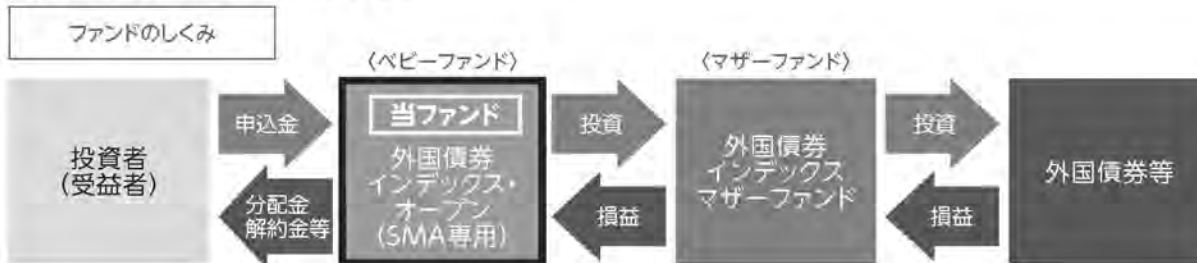 ファンドのしくみ
〈ベビーファンド〉
〈マザーファンド〉
投資者
(受益者)
申込金
分配金
解約金等
当ファンド
外国債券
インデックス・
オープン
(SMA専用)
投資
損益
外国債券
インデックス
マザーファンド
投資
損益
外国債券等